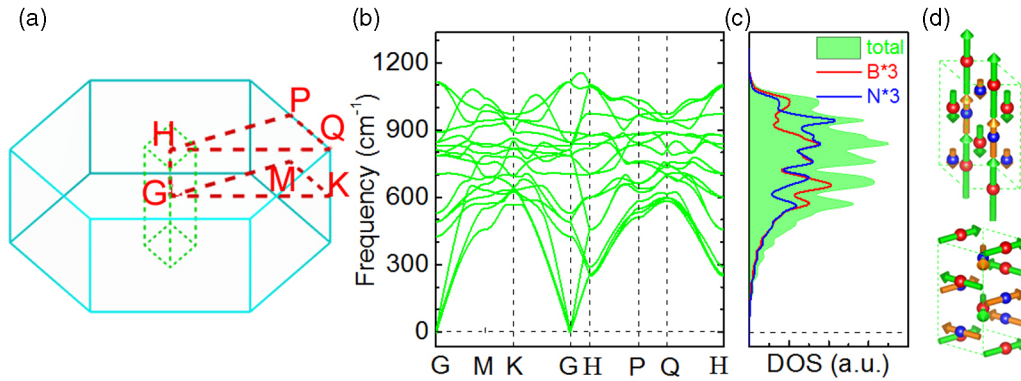 (a)
P
H
Q
G
M
K
(b)
Frequency (cm⁻¹)
1200
900
600
300
0
G
M
K
G
H
P
Q
H
(c)
total
B*3
N*3
DOS (a.u.)
(d)